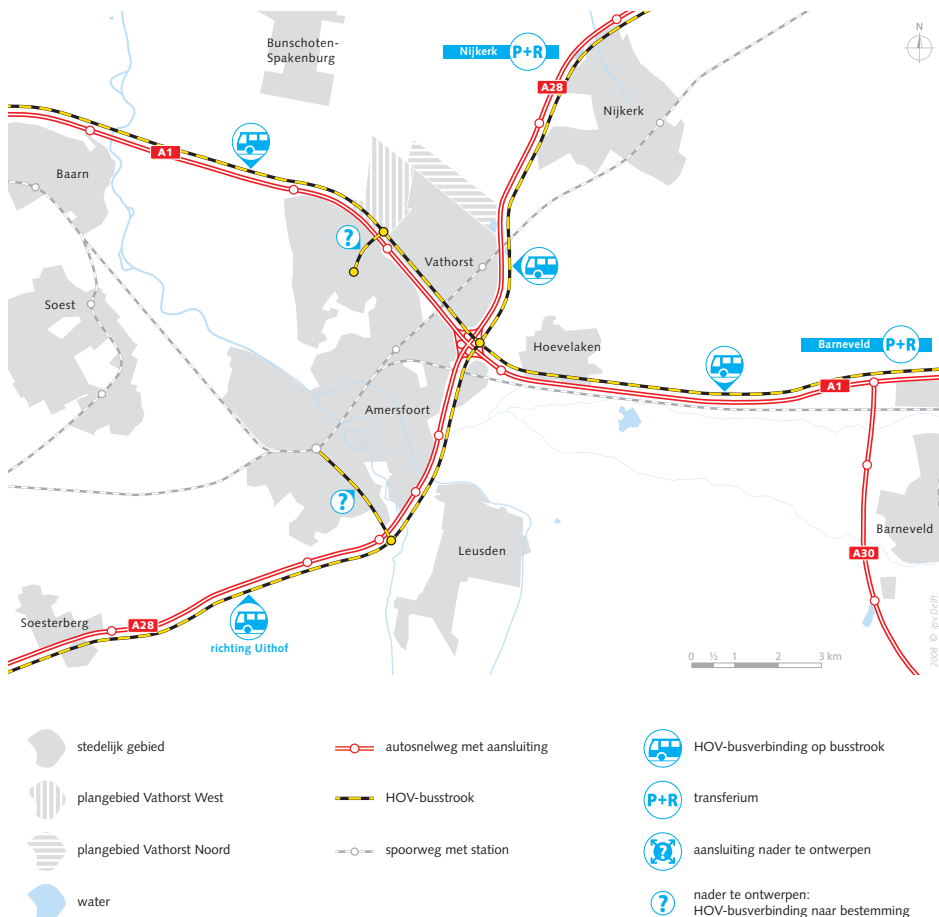 Bunschoten-
Spakenburg
Nijkerk P+R
N
A28
Nijkerk
A1
Baarn
?
Vathorst
Soest
Hoevelaken
Barneveld P+R
A1
Amersfoort
?
Barneveld
Leusden
A30
Soesterberg
A28
richting Uithof
0 ½ 1 2 3 km
2008 © ipv Delft
stedelijk gebied
autosnelweg met aansluiting
HOV-busverbinding op busstrook
plangebied Vathorst West
HOV-busstrook
P+R transferium
plangebied Vathorst Noord
spoorweg met station
? aansluiting nader te ontwerpen
water
? nader te ontwerpen:
HOV-busverbinding naar bestemming